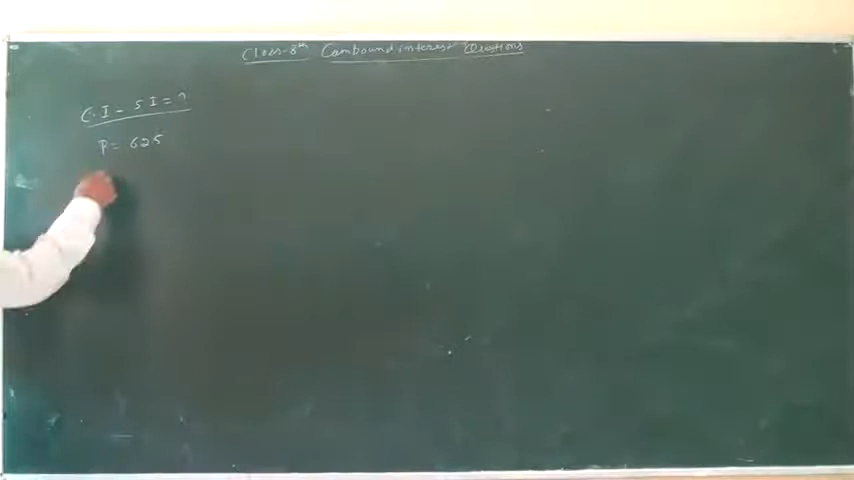 Class-8th Compound interest Questions
C.I - S I = ?
P = 625